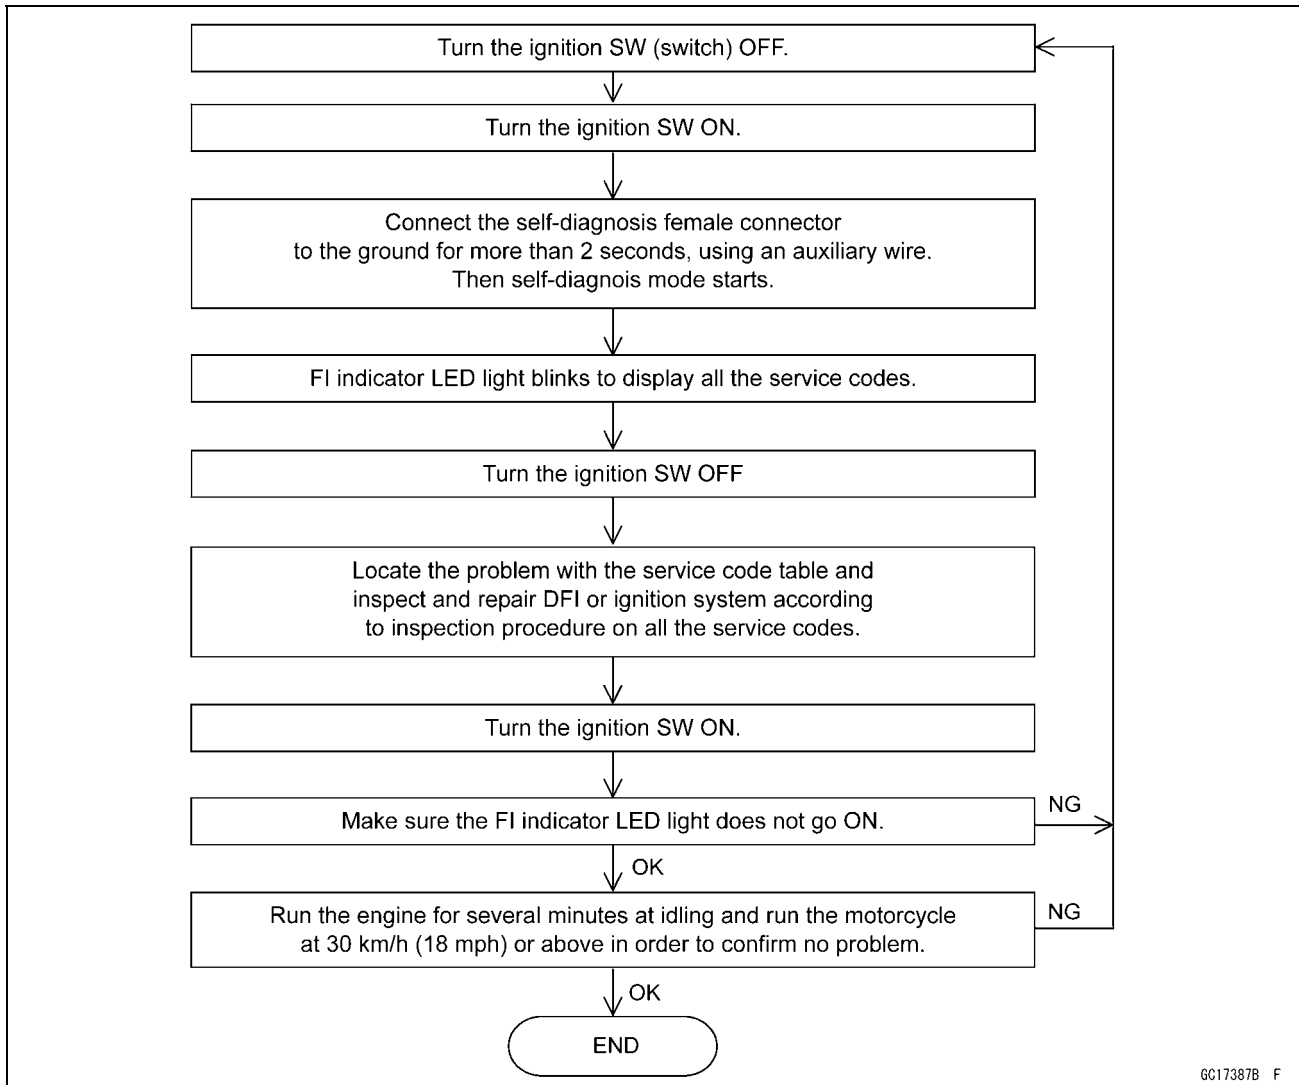 Turn the ignition SW (switch) OFF.
Turn the ignition SW ON.
Connect the self-diagnosis female connector
to the ground for more than 2 seconds, using an auxiliary wire.
Then self-diagnois mode starts.
FI indicator LED light blinks to display all the service codes.
Turn the ignition SW OFF
Locate the problem with the service code table and
inspect and repair DFI or ignition system according
to inspection procedure on all the service codes.
Turn the ignition SW ON.
Make sure the FI indicator LED light does not go ON.
NG
OK
Run the engine for several minutes at idling and run the motorcycle
at 30 km/h (18 mph) or above in order to confirm no problem.
NG
OK
END
GC17387B F